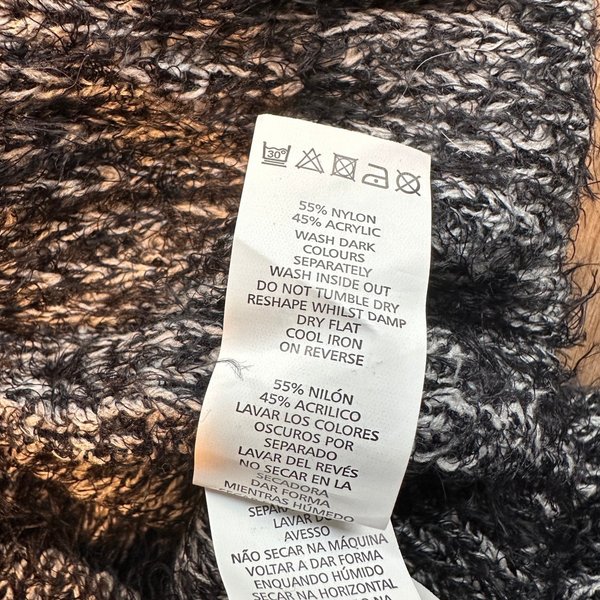 30°
55% NYLON
45% ACRYLIC
WASH DARK
COLOURS
SEPARATELY
WASH INSIDE OUT
DO NOT TUMBLE DRY
RESHAPE WHILST DAMP
DRY FLAT
COOL IRON
ON REVERSE
55% NILÓN
45% ACRILICO
LAVAR LOS COLORES
OSCUROS POR
SEPARADO
LAVAR DEL REVÉS
NO SECAR EN LA
SECADORA
DAR FORMA
MIENTRAS HÚMEDO
LAVAR
AVESSO
NÃO SECAR NA MÁQUINA
VOLTAR A DAR FORMA
ENQUANDO HÚMIDO
SECAR NA HORIZONTAL